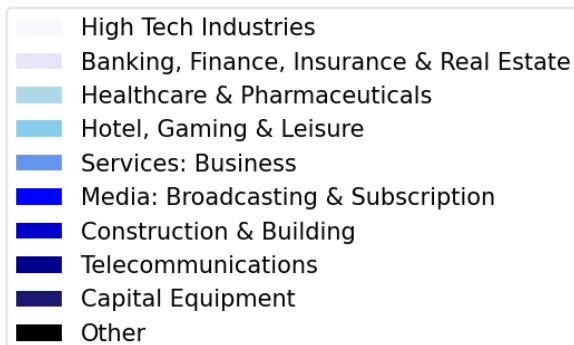 High Tech Industries
Banking, Finance, Insurance & Real Estate
Healthcare & Pharmaceuticals
Hotel, Gaming & Leisure
Services: Business
Media: Broadcasting & Subscription
Construction & Building
Telecommunications
Capital Equipment
Other